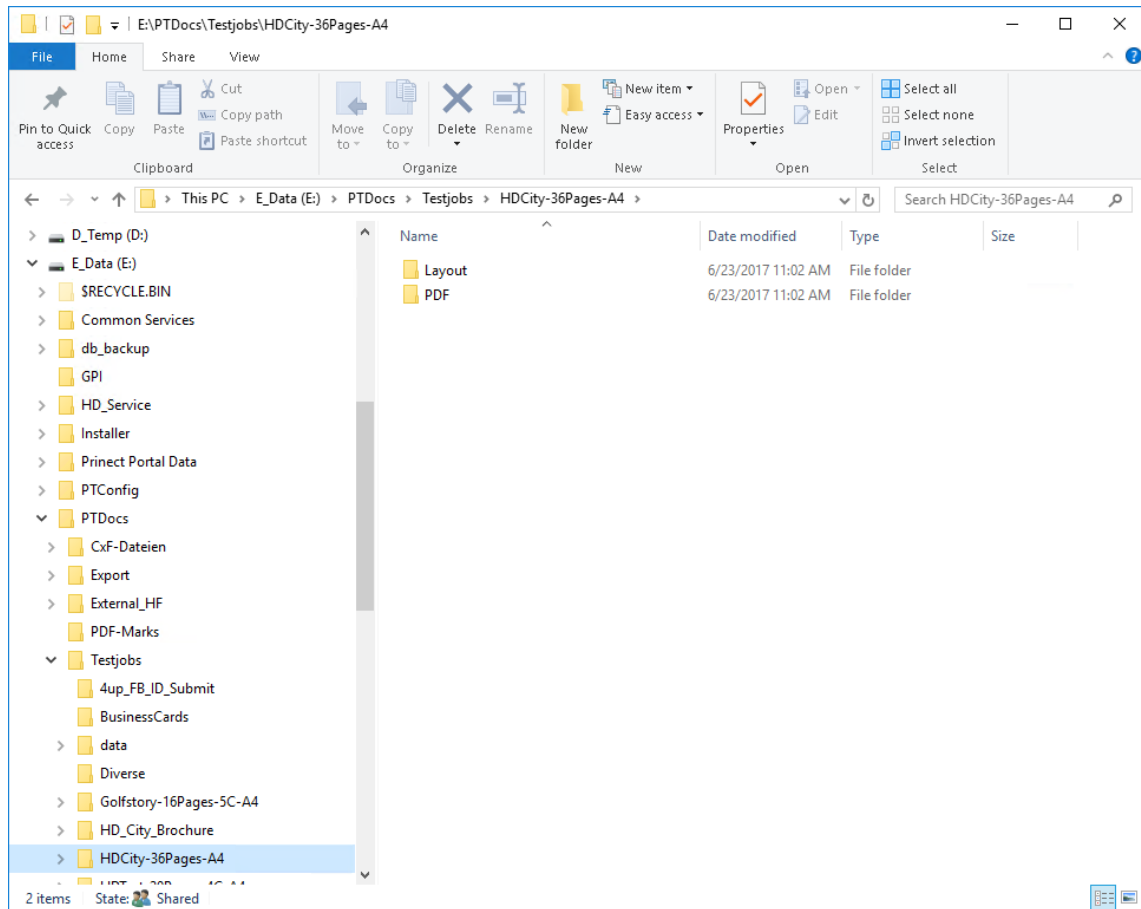 E:\PTDocs\Testjobs\HDCity-36Pages-A4
File Home Share View
Pin to Quick access
Copy
Paste
Cut
Copy path
Paste shortcut
Clipboard
Move to
Copy to
Delete
Rename
Organize
New folder
New item
Easy access
New
Properties
Open
Edit
Open
Select all
Select none
Invert selection
Select
This PC > E_Data (E:) > PTDocs > Testjobs > HDCity-36Pages-A4 >
Search HDCity-36Pages-A4
D_Temp (D:)
E_Data (E:)
$RECYCLE.BIN
Common Services
db_backup
GPI
HD_Service
Installer
Prinect Portal Data
PTConfig
PTDocs
CxF-Dateien
Export
External_HF
PDF-Marks
Testjobs
4up_FB_ID_Submit
BusinessCards
data
Diverse
Golfstory-16Pages-5C-A4
HD_City_Brochure
HDCity-36Pages-A4
Name Date modified Type Size
Layout 6/23/2017 11:02 AM File folder
PDF 6/23/2017 11:02 AM File folder
2 items State: Shared